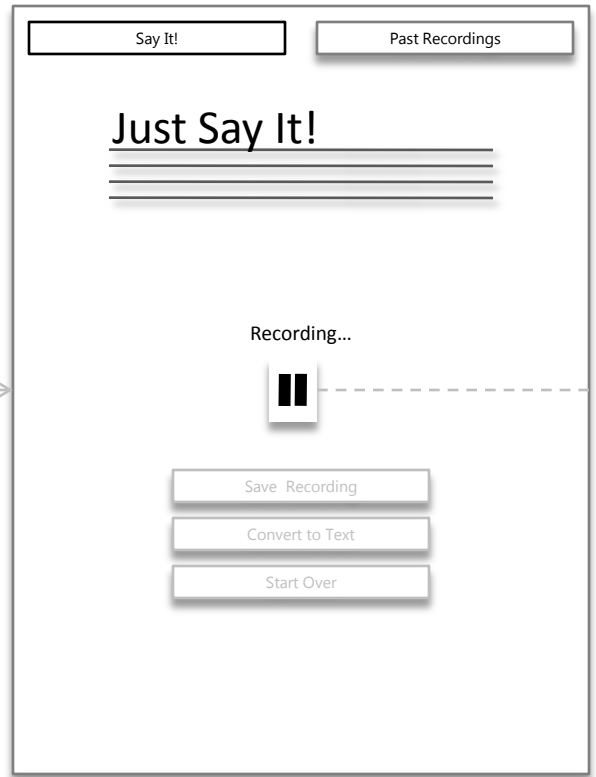 Say It!
Past Recordings
Just Say It!
Recording...
Save Recording
Convert to Text
Start Over